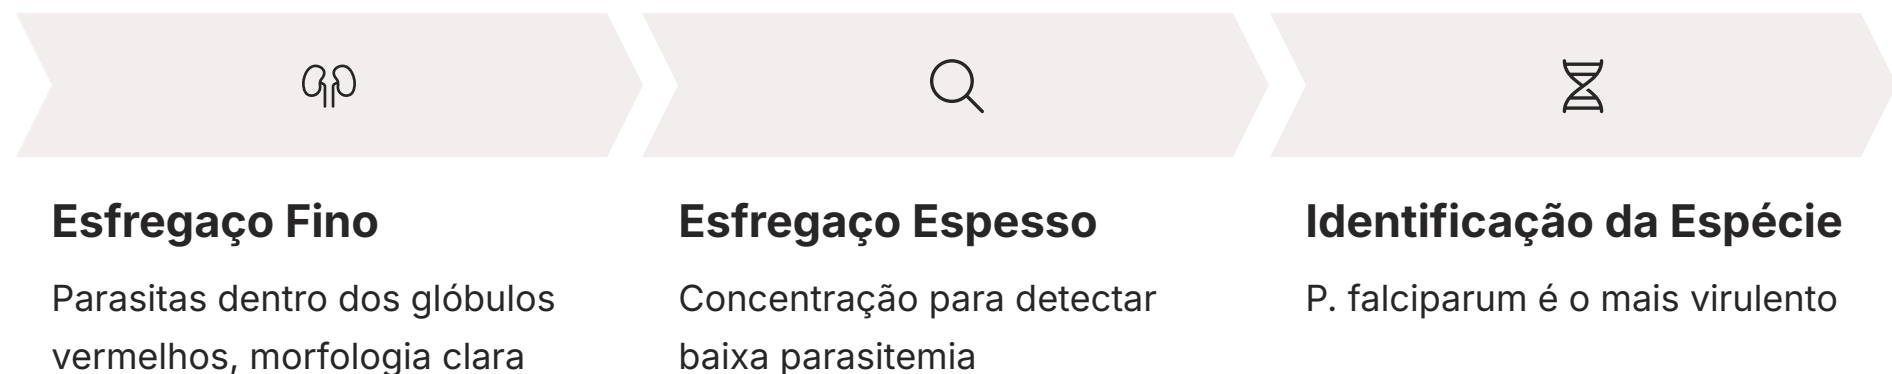 Esfregaço Fino
Parasitas dentro dos glóbulos
vermelhos, morfologia clara
Esfregaço Espesso
Concentração para detectar
baixa parasitemia
Identificação da Espécie
P. falciparum é o mais virulento